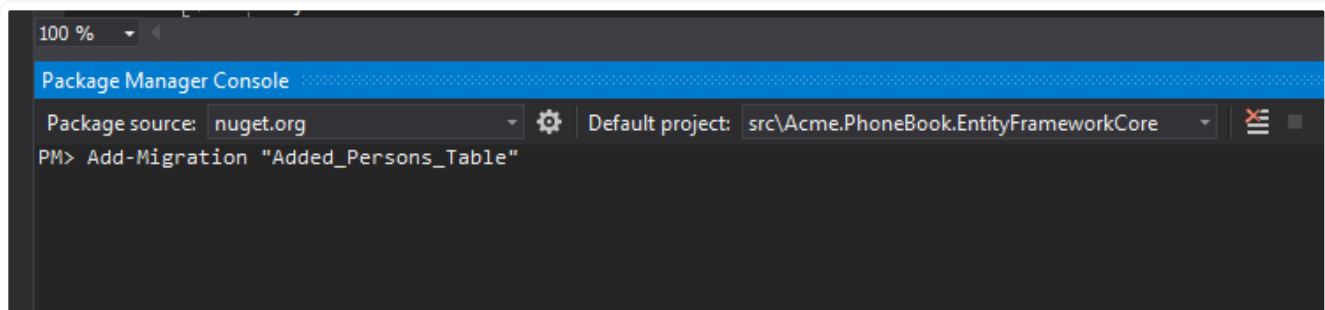 100 %
Package Manager Console
Package source: nuget.org Default project: src\Acme.PhoneBook.EntityFrameworkCore
PM> Add-Migration "Added_Persons_Table"